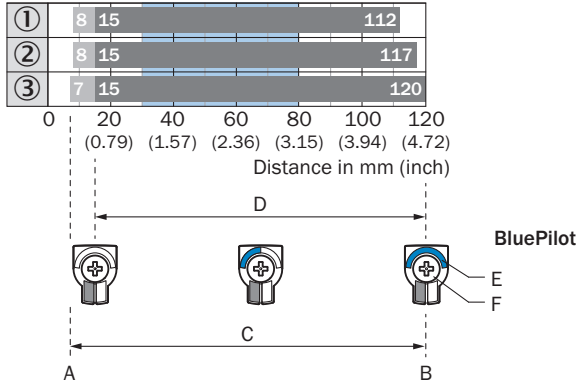 ① 8 15 112
② 8 15 117
③ 7 15 120
0 20 40 60 80 100 120
(0.79) (1.57) (2.36) (3.15) (3.94) (4.72)
Distance in mm (inch)
D
BluePilot
E
F
C
A B